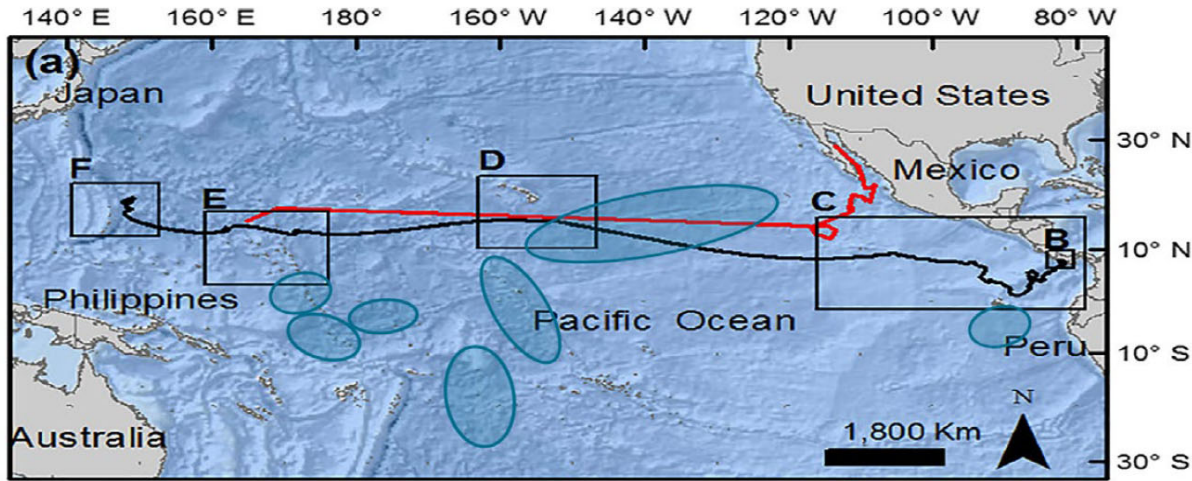 140° E 160° E 180° 160° W 140° W 120° W 100° W 80° W
(a)
Japan
United States
30° N
Mexico
F
D
E
C
B
10° N
Philippines
Pacific Ocean
Peru
10° S
N
Australia
1,800 Km
30° S